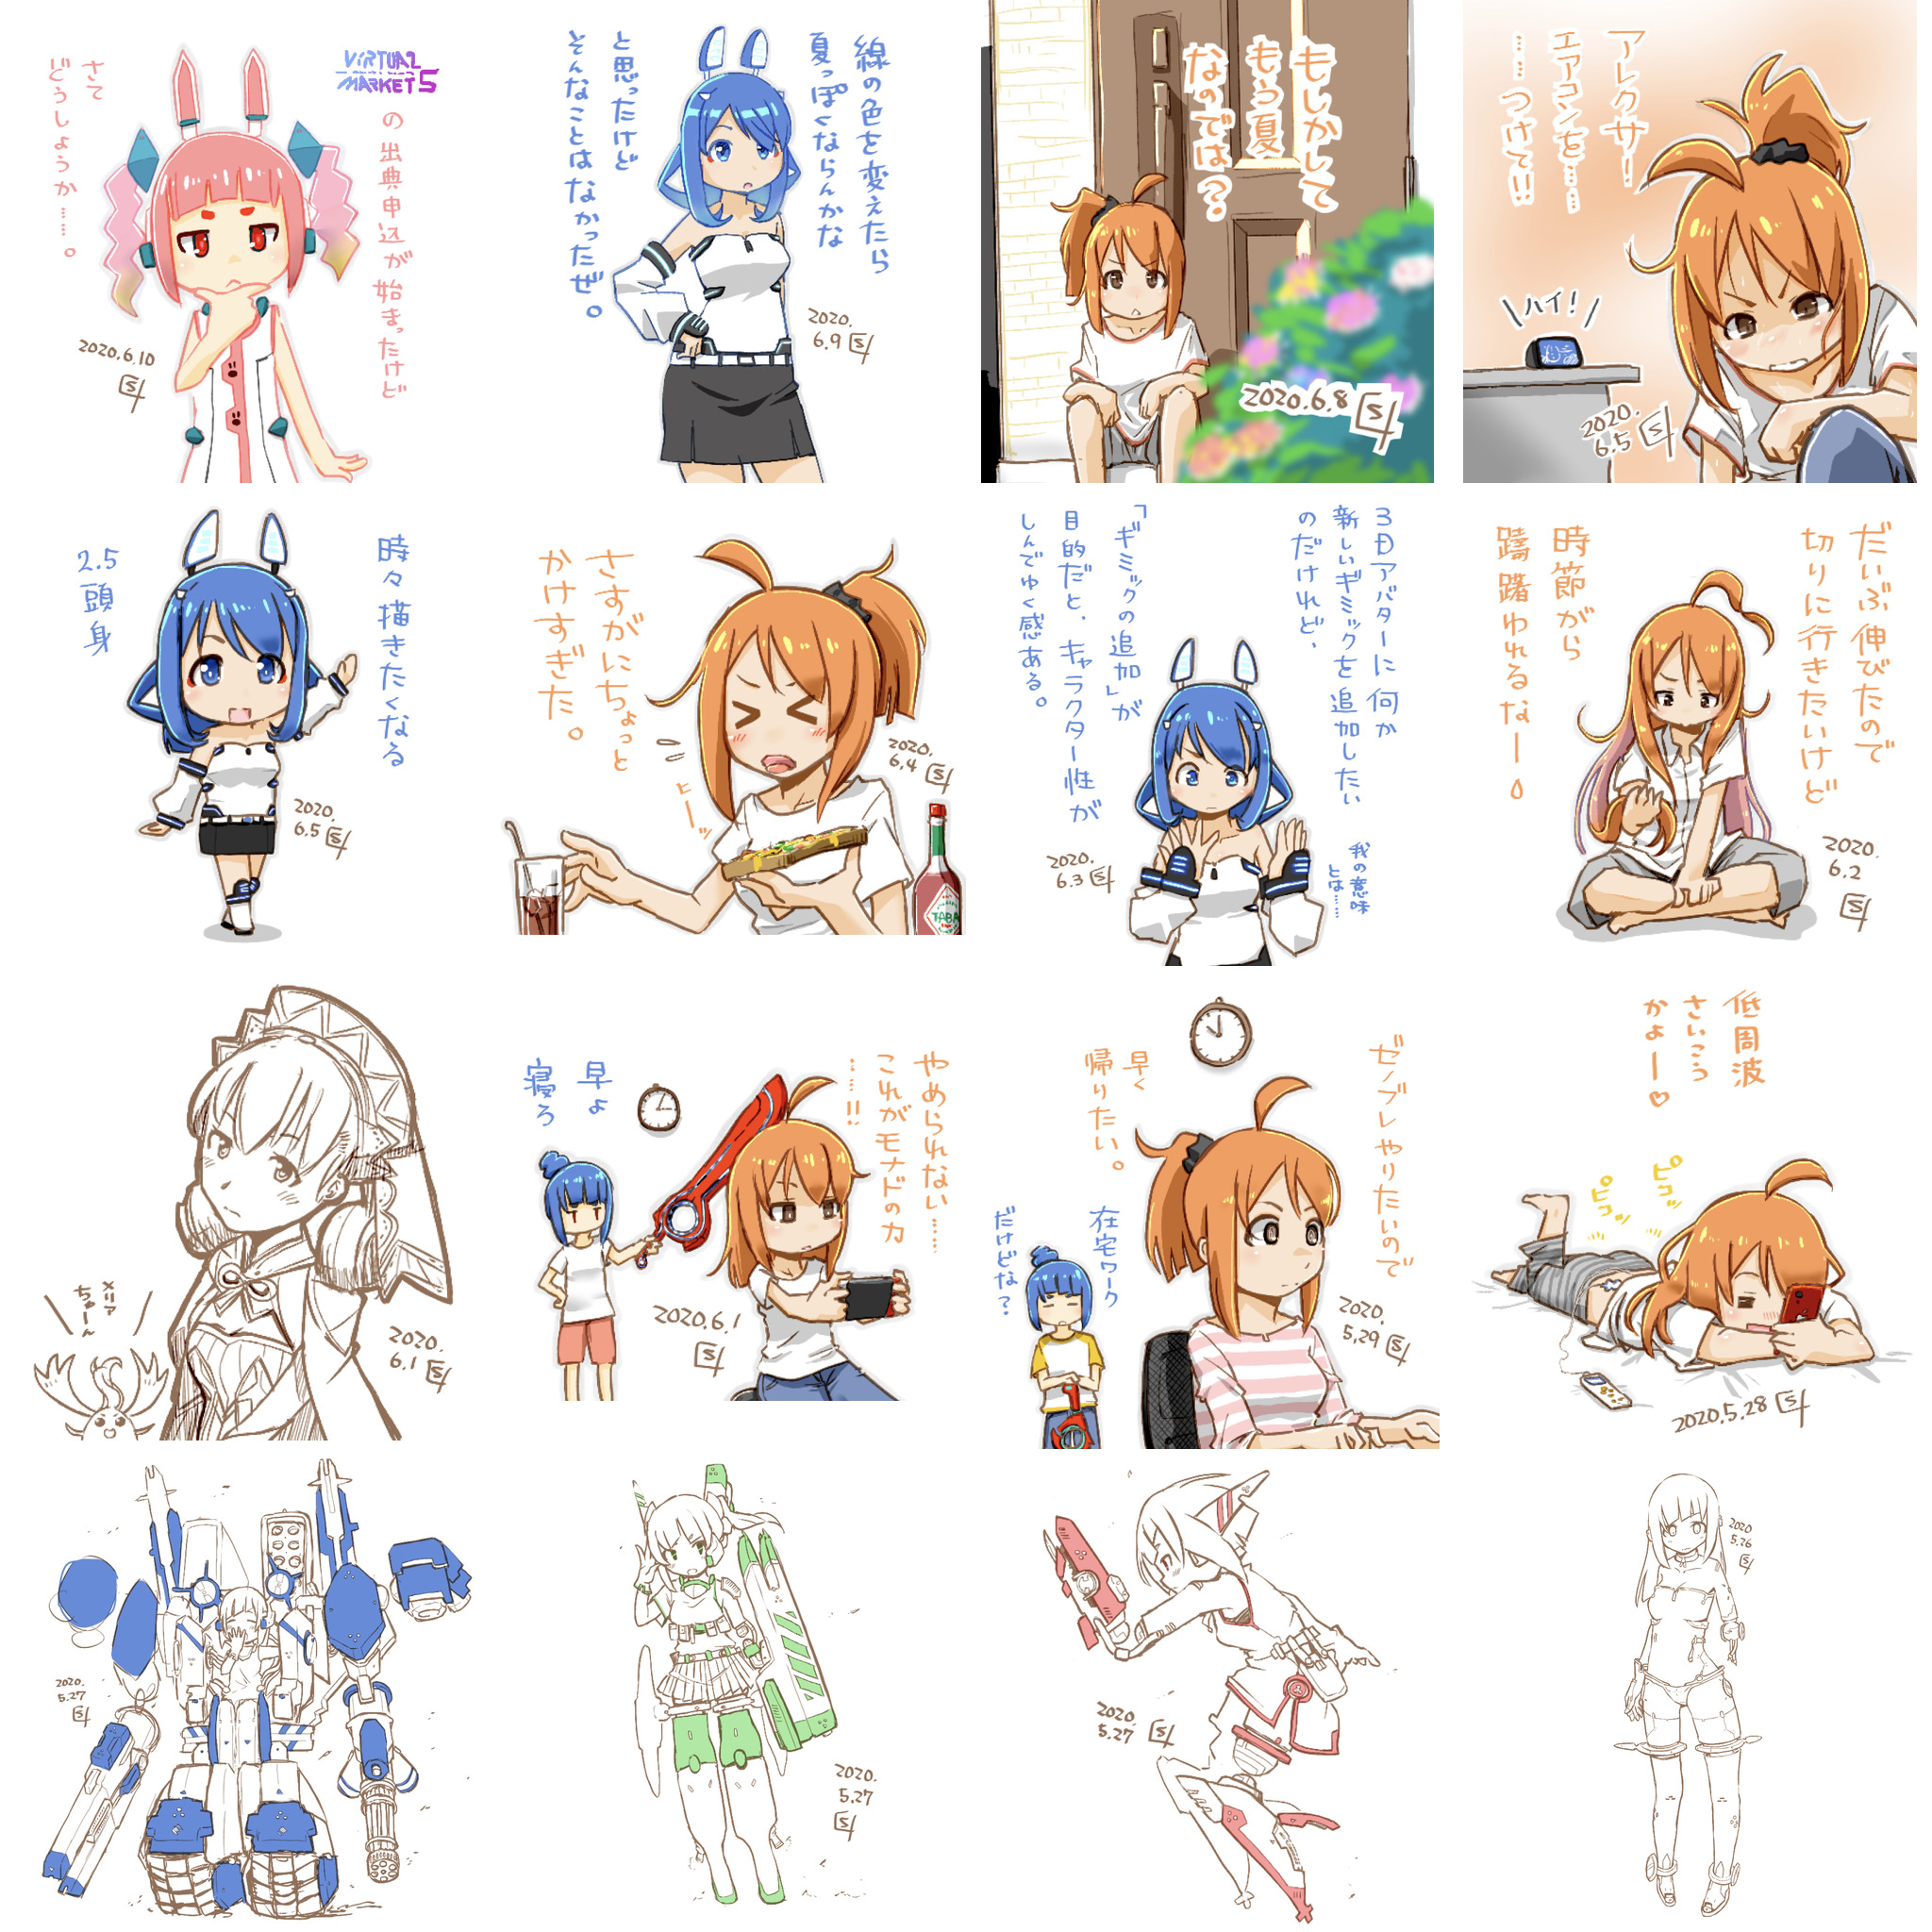 VIRTUAL
MARKET 5
の出典申込が始まったけど
さて
どうしようか……。
2020.6.10
線の色を変えたら
夏っぽくならんかな
と思ったけど
そんなことはなかったぜ。
2020.
6.9
もしかして
もう夏
なのでは?
2020.6.8
アレクサ!
エアコンを……
……つけて!!
ハイ!
2020.
6.5
時々描きたくなる
2.5
頭身
2020.
6.5
さすがにちょっと
かけすぎた。
ヒーッ
2020.
6.4
TABA
3Dアバターに何か
新しいギミックを追加したい
のだけれど、
「ギミックの追加」が
目的だと、キャラクター性が
しんでゆく感ある。
我の意味
とは……
2020.
6.3
だいぶ伸びたので
切りに行きたいけど
時節がら
躊躇われるなー。
2020.
6.2
メリア
ちゃーん
2020.
6.1
やめられない……
これがモナドの力
……!!
早よ
寝ろ
2020.6.1
ゼノブレやりたいので
早く
帰りたい。
在宅ワーク
だけどな?
2020.
5.29
低周波
さいこう
かよー♡
ピコッ
ピコッ
2020.5.28
2020.
5.27
2020.
5.27
2020.
5.27
2020
5.26